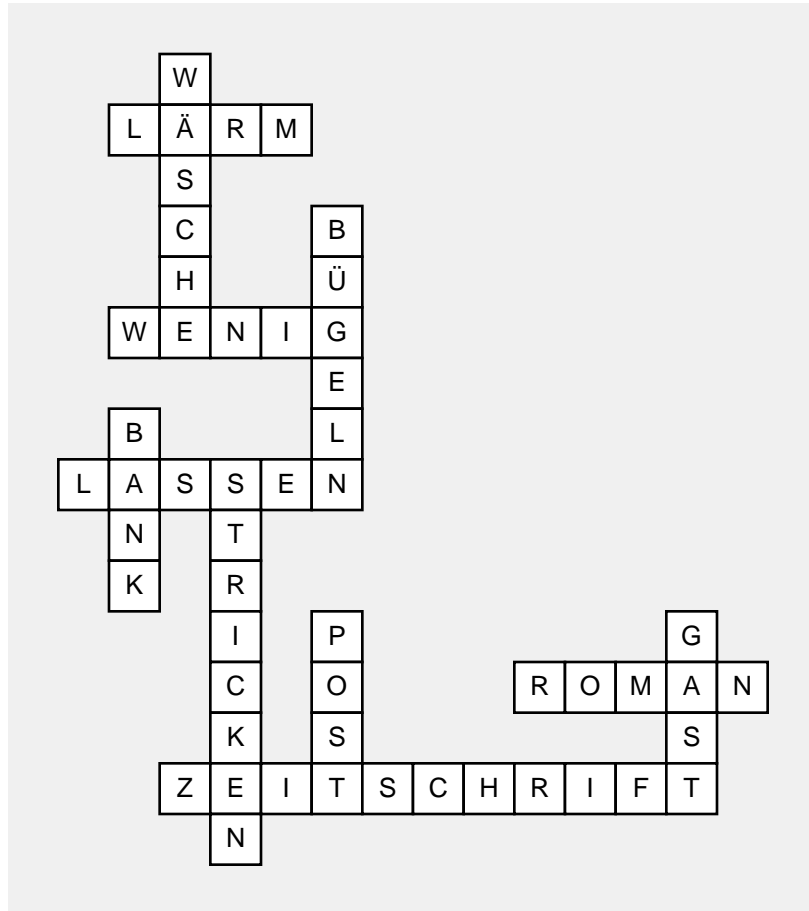 W
LÄRM
S
C B
H Ü
WENIG
E
B L
LASSEN
N T
K R
I P G
C O ROMAN
K S S
ZEITSCHRIFT
N